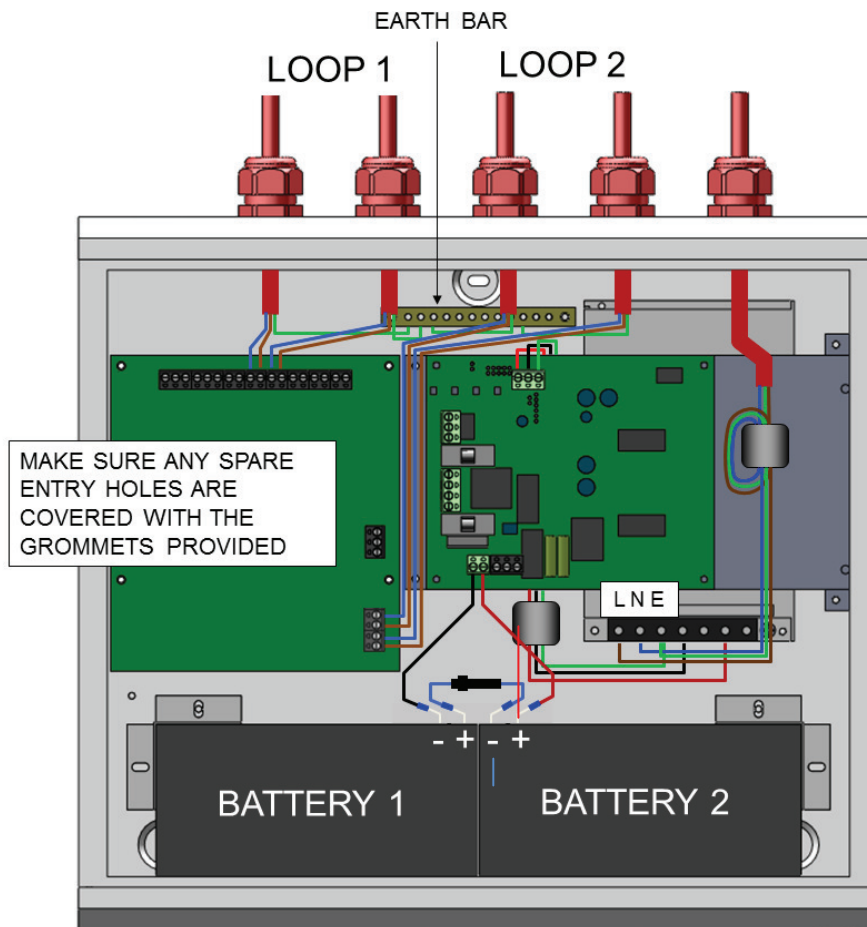 EARTH BAR
LOOP 1
LOOP 2
MAKE SURE ANY SPARE
ENTRY HOLES ARE
COVERED WITH THE
GROMMETS PROVIDED
L N E
- +
- +
BATTERY 1
BATTERY 2